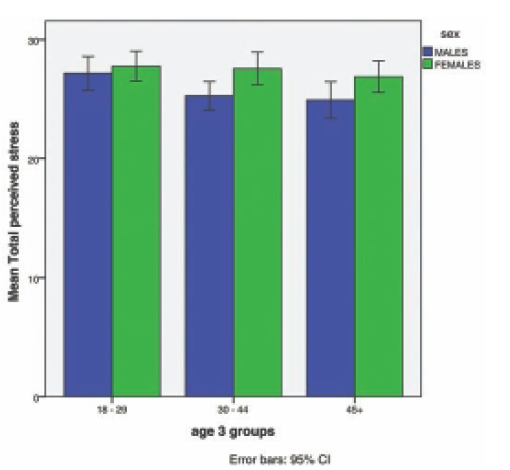 sex
MALES
FEMALES
Mean Total perceived stress
30
20
10
0
18 - 29
30 - 44
45+
age 3 groups
Error bars: 95% CI